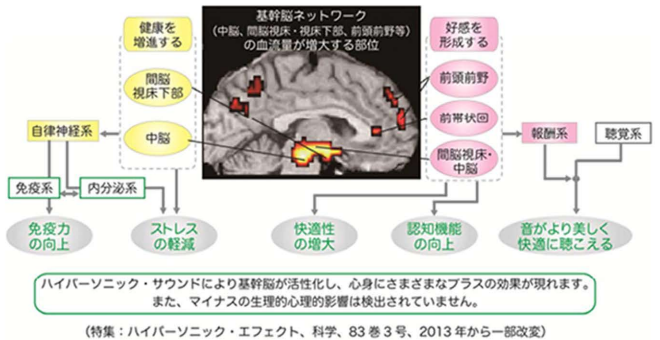 健康を
増進する
基幹脳ネットワーク
(中脳、間脳視床・視床下部、前頭前野等)
の血流量が増大する部位
好感を
形成する
間脳
視床下部
中脳
前頭前野
前帯状回
間脳視床・
中脳
自律神経系
報酬系
聴覚系
免疫系
内分泌系
免疫力
の向上
ストレス
の軽減
快適性
の増大
認知機能
の向上
音がより美しく
快適に聴こえる
ハイパーソニック・サウンドにより基幹脳が活性化し、心身にさまざまなプラスの効果が現れます。
また、マイナスの生理的心理的影響は検出されていません。
(特集：ハイパーソニック・エフェクト、科学、83巻3号、2013年から一部改変)